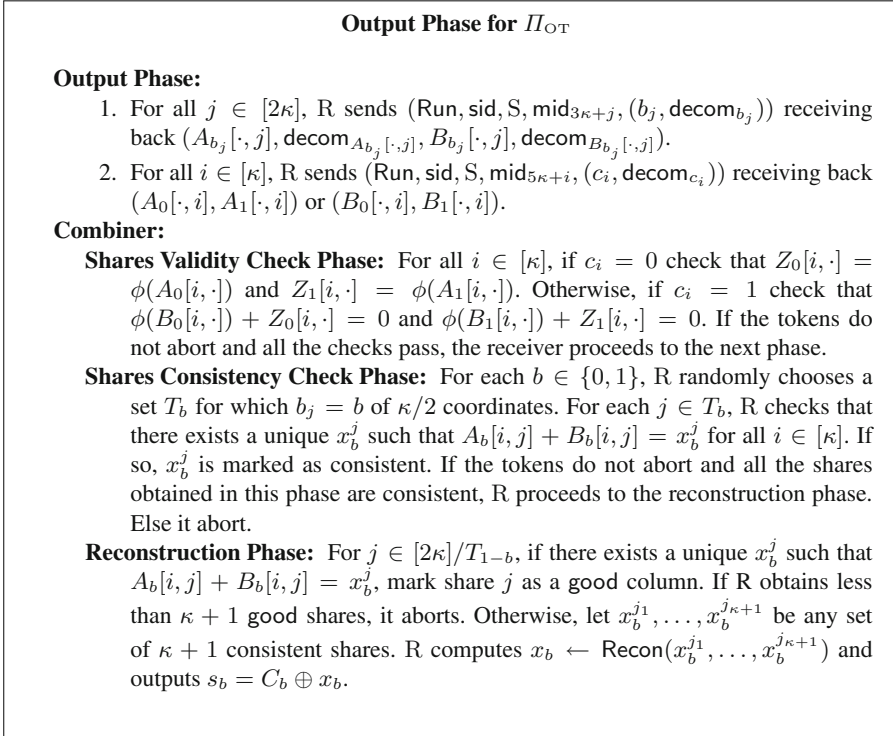 Output Phase for Π_OT
Output Phase:
1. For all j ∈ [2κ], R sends (Run, sid, S, mid_{3κ+j}, (b_j, decom_{b_j})) receiving
back (A_{b_j}[·, j], decom_{A_{b_j}[·,j]}, B_{b_j}[·, j], decom_{B_{b_j}[·,j]}).
2. For all i ∈ [κ], R sends (Run, sid, S, mid_{5κ+i}, (c_i, decom_{c_i})) receiving back
(A_0[·, i], A_1[·, i]) or (B_0[·, i], B_1[·, i]).
Combiner:
Shares Validity Check Phase: For all i ∈ [κ], if c_i = 0 check that Z_0[i, ·] =
ϕ(A_0[i, ·]) and Z_1[i, ·] = ϕ(A_1[i, ·]). Otherwise, if c_i = 1 check that
ϕ(B_0[i, ·]) + Z_0[i, ·] = 0 and ϕ(B_1[i, ·]) + Z_1[i, ·] = 0. If the tokens do
not abort and all the checks pass, the receiver proceeds to the next phase.
Shares Consistency Check Phase: For each b ∈ {0, 1}, R randomly chooses a
set T_b for which b_j = b of κ/2 coordinates. For each j ∈ T_b, R checks that
there exists a unique x_b^j such that A_b[i, j] + B_b[i, j] = x_b^j for all i ∈ [κ]. If
so, x_b^j is marked as consistent. If the tokens do not abort and all the shares
obtained in this phase are consistent, R proceeds to the reconstruction phase.
Else it abort.
Reconstruction Phase: For j ∈ [2κ]/T_{1−b}, if there exists a unique x_b^j such that
A_b[i, j] + B_b[i, j] = x_b^j, mark share j as a good column. If R obtains less
than κ + 1 good shares, it aborts. Otherwise, let x_b^{j_1}, . . . , x_b^{j_{κ+1}} be any set
of κ + 1 consistent shares. R computes x_b ← Recon(x_b^{j_1}, . . . , x_b^{j_{κ+1}}) and
outputs s_b = C_b ⊕ x_b.